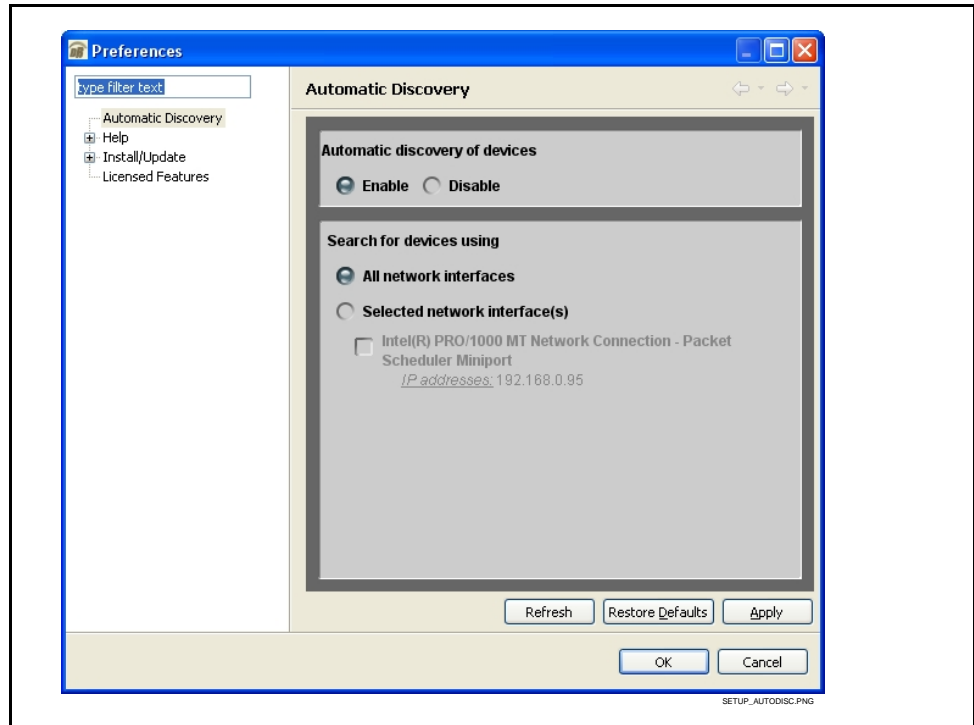 Preferences
type filter text
Automatic Discovery
Help
Install/Update
Licensed Features
Automatic Discovery
Automatic discovery of devices
Enable Disable
Search for devices using
All network interfaces
Selected network interface(s)
Intel(R) PRO/1000 MT Network Connection - Packet
Scheduler Miniport
IP addresses: 192.168.0.95
Refresh Restore Defaults Apply
OK Cancel
SETUP_AUTODISC.PNG